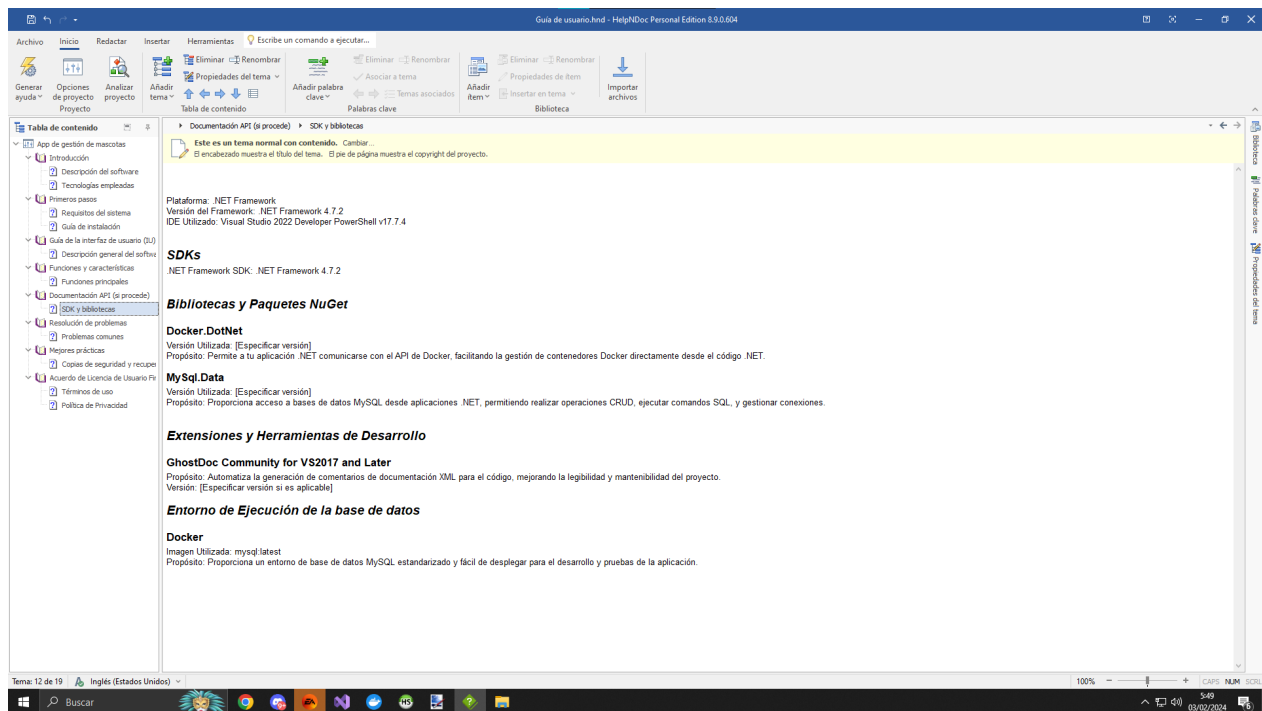 Guía de usuario.hnd - HelpNDoc Personal Edition 8.9.0.604
Archivo Inicio Redactar Insertar Herramientas Escribe un comando a ejecutar...
Generar ayuda
Opciones de proyecto
Analizar proyecto
Proyecto
Añadir tema
Eliminar Renombrar
Propiedades del tema
Tabla de contenido
Añadir palabra clave
Eliminar Renombrar
Asociar a tema
Temas asociados
Palabras clave
Añadir ítem
Eliminar Renombrar
Propiedades de ítem
Insertar en tema
Biblioteca
Importar archivos
Tabla de contenido
App de gestión de mascotas
Introducción
Descripción del software
Tecnologías empleadas
Primeros pasos
Requisitos del sistema
Guía de instalación
Guía de la interfaz de usuario (IU)
Descripción general del softwa
Funciones y características
Funciones principales
Documentación API (si procede)
SDK y bibliotecas
Resolución de problemas
Problemas comunes
Mejores prácticas
Copias de seguridad y recuper
Acuerdo de Licencia de Usuario Fir
Términos de uso
Política de Privacidad
Documentación API (si procede) SDK y bibliotecas
Este es un tema normal con contenido. Cambiar...
El encabezado muestra el título del tema. El pie de página muestra el copyright del proyecto.
Plataforma: .NET Framework
Versión del Framework: .NET Framework 4.7.2
IDE Utilizado: Visual Studio 2022 Developer PowerShell v17.7.4
SDKs
.NET Framework SDK: .NET Framework 4.7.2
Bibliotecas y Paquetes NuGet
Docker.DotNet
Versión Utilizada: [Especificar versión]
Propósito: Permite a tu aplicación .NET comunicarse con el API de Docker, facilitando la gestión de contenedores Docker directamente desde el código .NET.
MySql.Data
Versión Utilizada: [Especificar versión]
Propósito: Proporciona acceso a bases de datos MySQL desde aplicaciones .NET, permitiendo realizar operaciones CRUD, ejecutar comandos SQL, y gestionar conexiones.
Extensiones y Herramientas de Desarrollo
GhostDoc Community for VS2017 and Later
Propósito: Automatiza la generación de comentarios de documentación XML para el código, mejorando la legibilidad y mantenibilidad del proyecto.
Versión: [Especificar versión si es aplicable]
Entorno de Ejecución de la base de datos
Docker
Imagen Utilizada: mysql:latest
Propósito: Proporciona un entorno de base de datos MySQL estandarizado y fácil de desplegar para el desarrollo y pruebas de la aplicación.
Biblioteca
Palabras clave
Propiedades del tema
Tema: 12 de 19 Inglés (Estados Unidos)
100% CAPS NUM SCRL
Buscar
5:49
03/02/2024